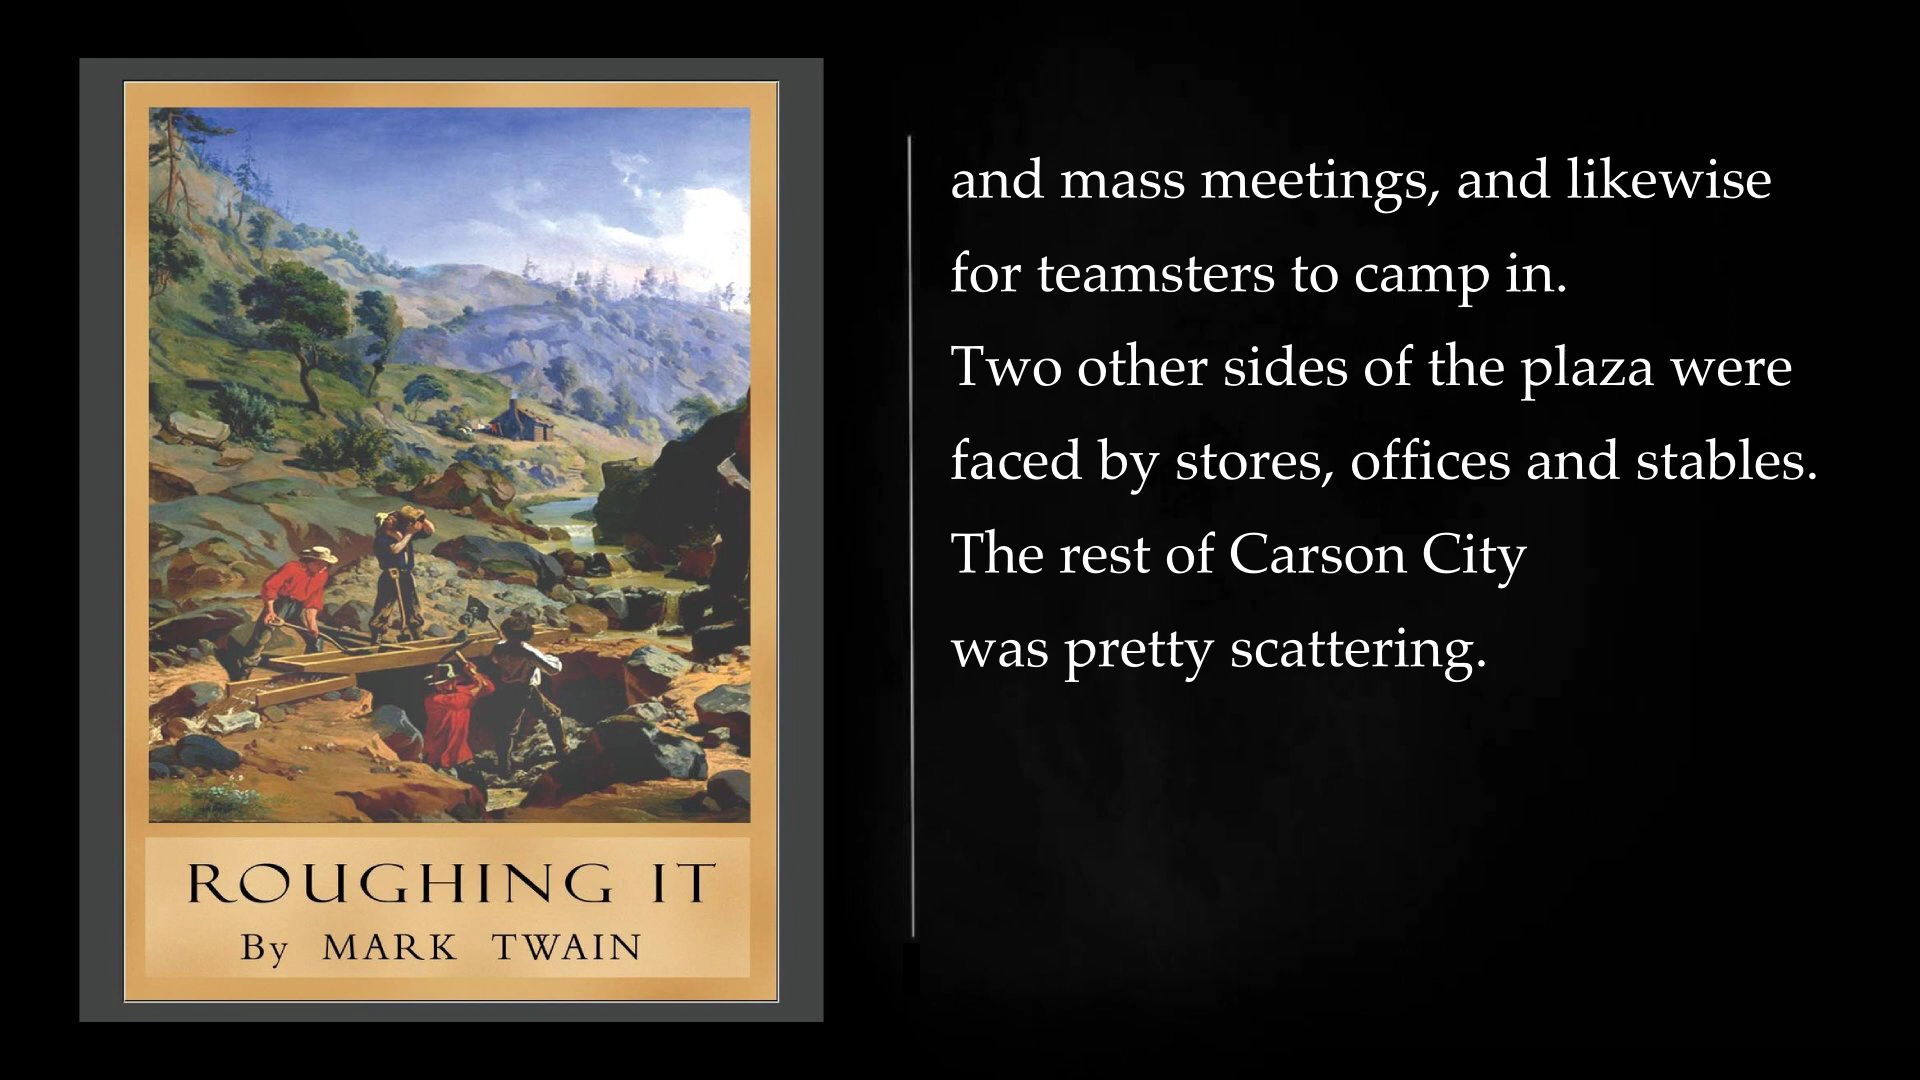 ROUGHING IT
By MARK TWAIN
and mass meetings, and likewise
for teamsters to camp in.
Two other sides of the plaza were
faced by stores, offices and stables.
The rest of Carson City
was pretty scattering.